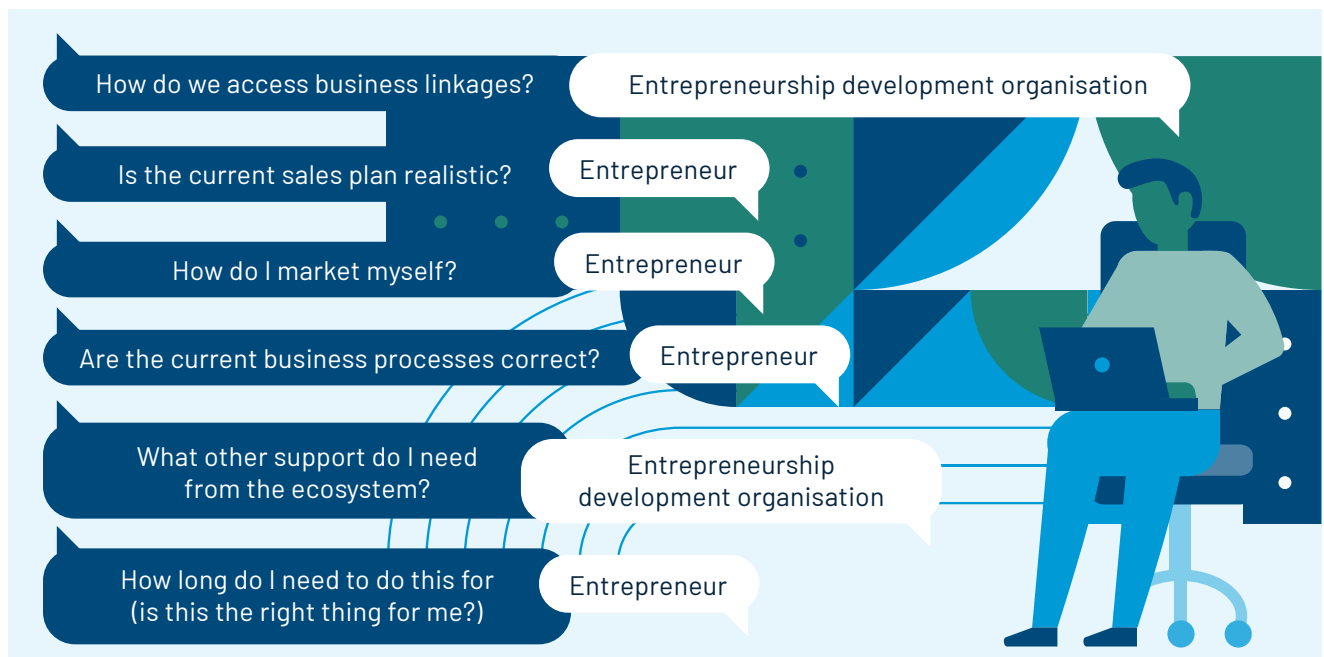 How do we access business linkages?
Entrepreneurship development organisation
Is the current sales plan realistic?
Entrepreneur
How do I market myself?
Entrepreneur
Are the current business processes correct?
Entrepreneur
What other support do I need
from the ecosystem?
Entrepreneurship
development organisation
How long do I need to do this for
(is this the right thing for me?)
Entrepreneur